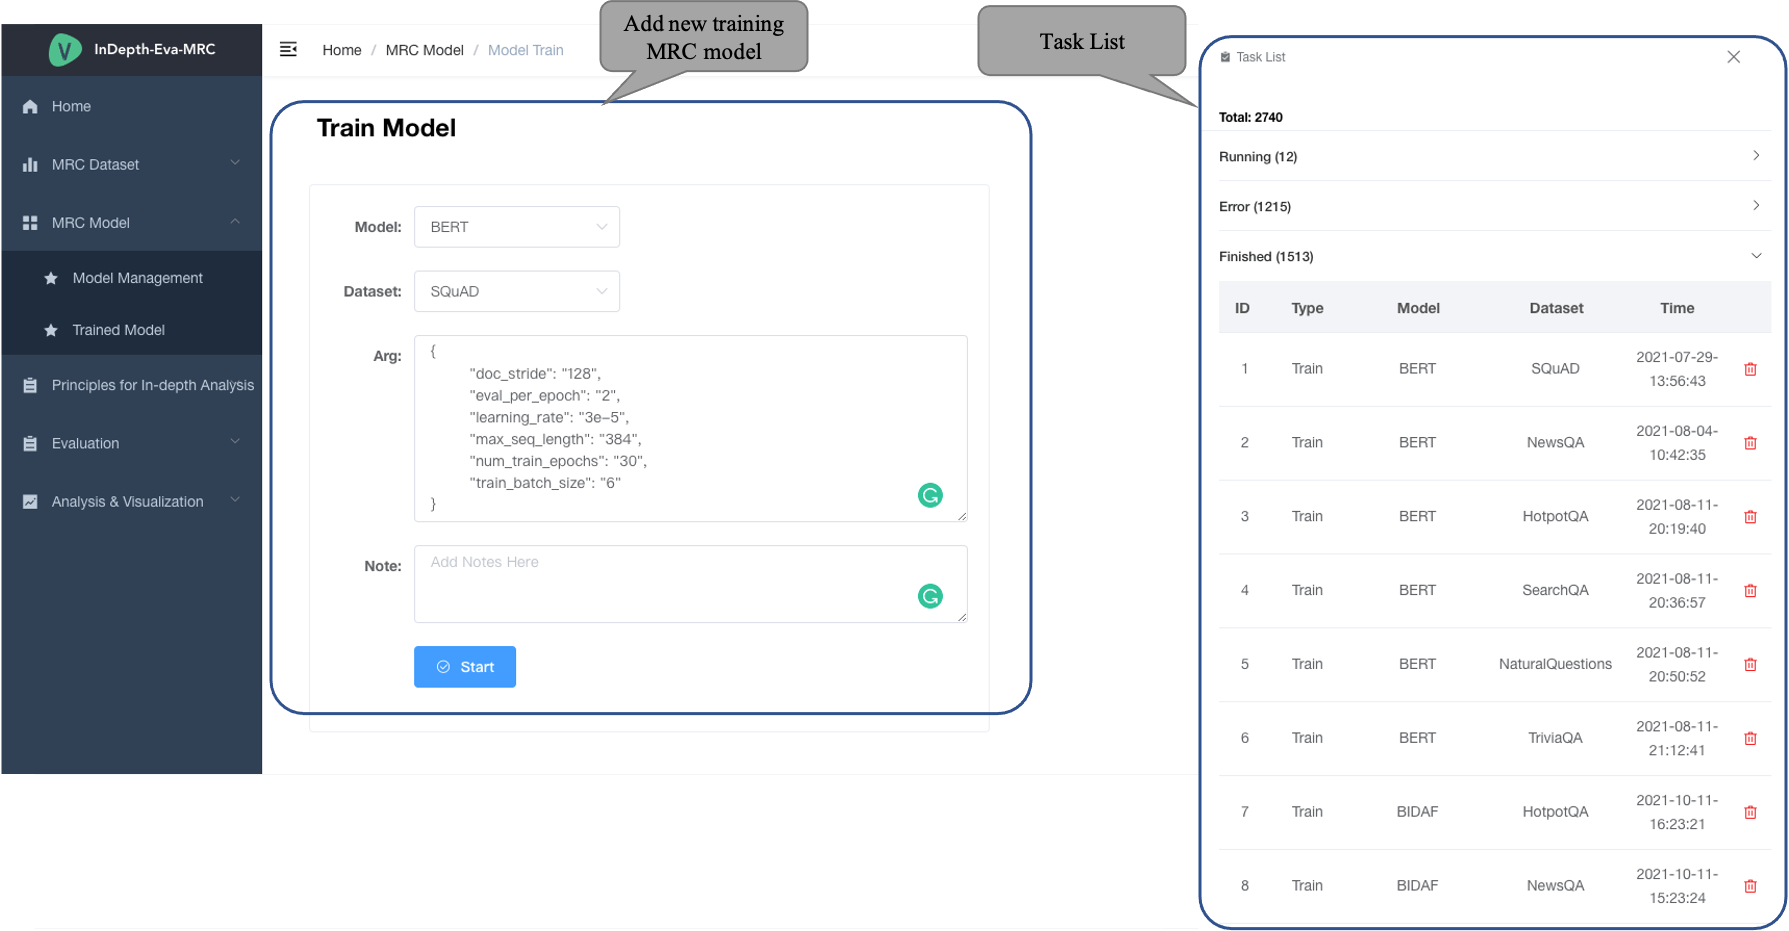 InDepth-Eva-MRC
Home
MRC Dataset
MRC Model
Model Management
Trained Model
Principles for In-depth Analysis
Evaluation
Analysis & Visualization
Home / MRC Model / Model Train
Add new training
MRC model
Train Model
Model: BERT
Dataset: SQuAD
Arg: {
"doc_stride": "128",
"eval_per_epoch": "2",
"learning_rate": "3e-5",
"max_seq_length": "384",
"num_train_epochs": "30",
"train_batch_size": "6"
}
Note: Add Notes Here
Start
Task List
Task List
Total: 2740
Running (12)
Error (1215)
Finished (1513)
ID Type Model Dataset Time
1 Train BERT SQuAD 2021-07-29-
13:56:43
2 Train BERT NewsQA 2021-08-04-
10:42:35
3 Train BERT HotpotQA 2021-08-11-
20:19:40
4 Train BERT SearchQA 2021-08-11-
20:36:57
5 Train BERT NaturalQuestions 2021-08-11-
20:50:52
6 Train BERT TriviaQA 2021-08-11-
21:12:41
7 Train BIDAF HotpotQA 2021-10-11-
16:23:21
8 Train BIDAF NewsQA 2021-10-11-
15:23:24